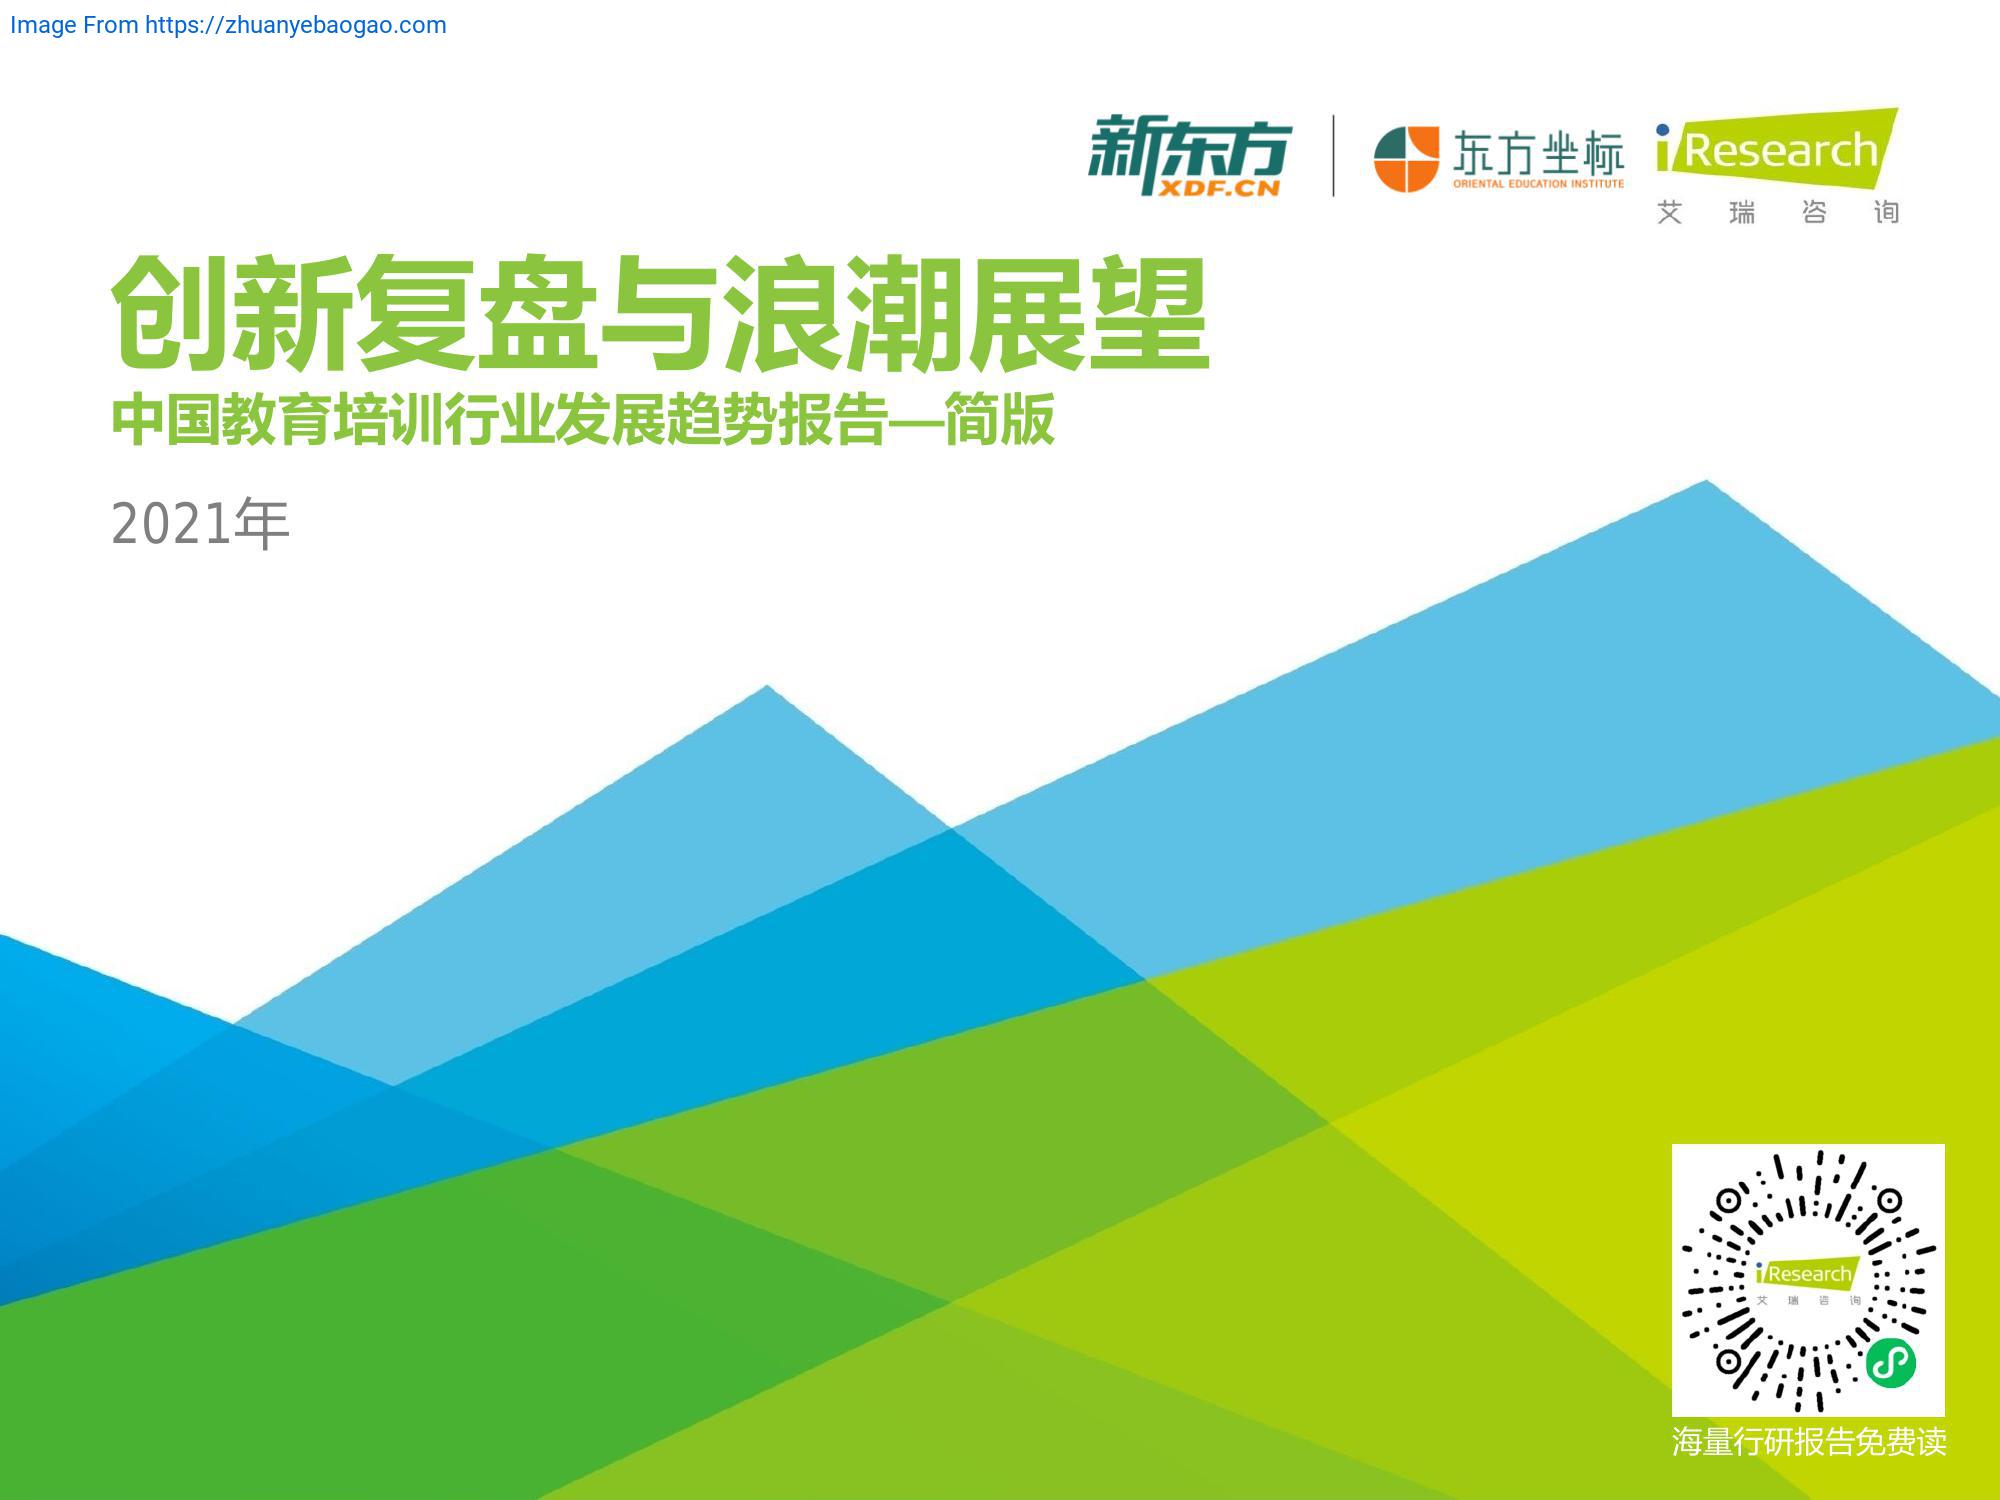 Image From https://zhuanyebaogao.com
新东方
XDF.CN
东方坐标
ORIENTAL EDUCATION INSTITUTE
iResearch
艾瑞咨询
创新复盘与浪潮展望
中国教育培训行业发展趋势报告—简版
2021年
iResearch
艾瑞咨询
海量行研报告免费读